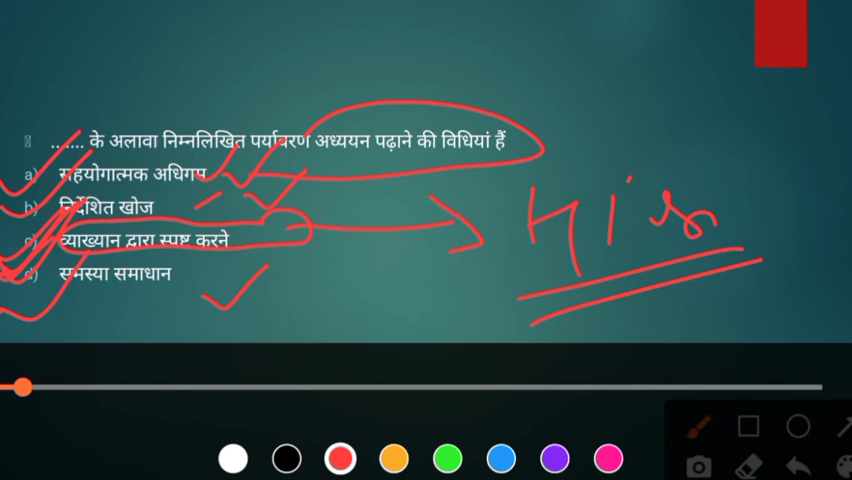 ....... के अलावा निम्नलिखित पर्यावरण अध्ययन पढ़ाने की विधियां हैं
a) सहयोगात्मक अधिगम
b) निर्देशित खोज
c) व्याख्यान द्वारा स्पष्ट करने
d) समस्या समाधान